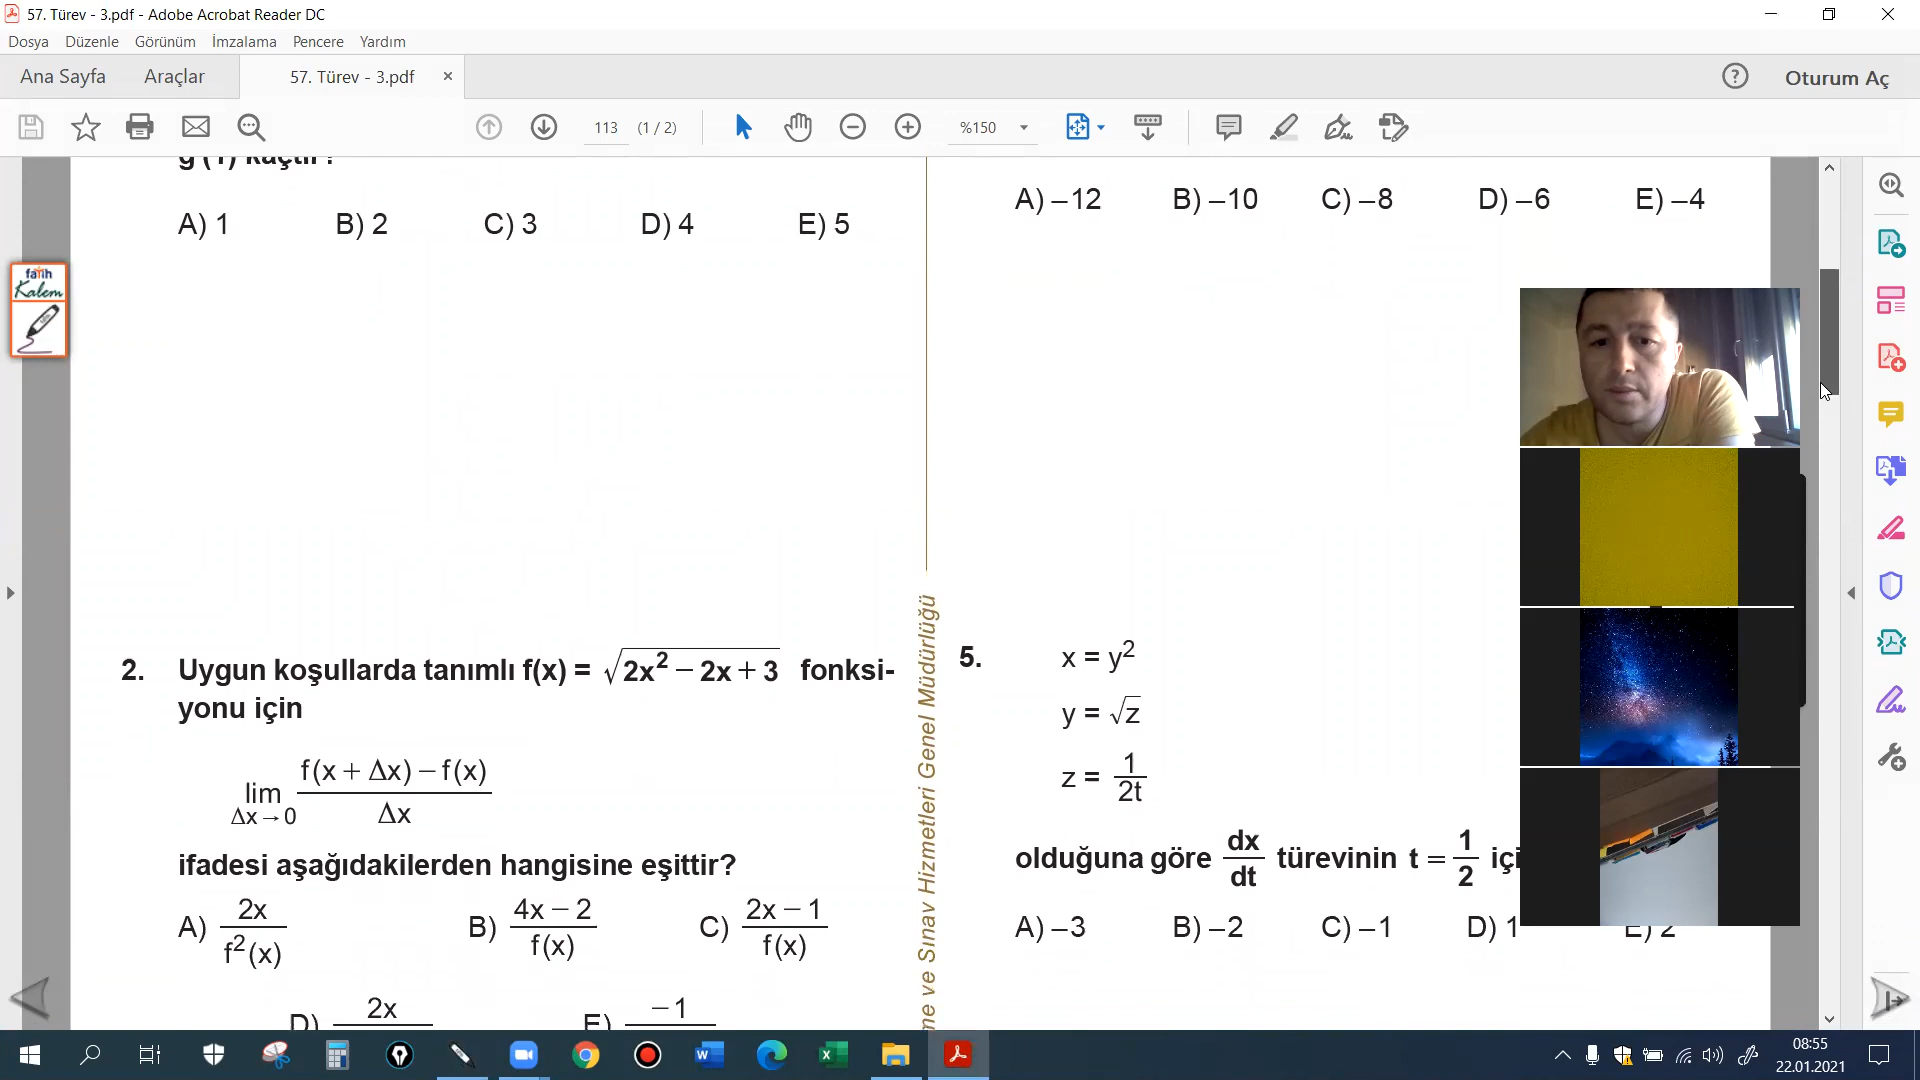 57. Türev - 3.pdf - Adobe Acrobat Reader DC
Dosya Düzenle Görünüm İmzalama Pencere Yardım
Ana Sayfa Araçlar 57. Türev - 3.pdf × Oturum Aç
113 (1 / 2) %150
g (1) kaçtır?
A) 1 B) 2 C) 3 D) 4 E) 5
A) –12 B) –10 C) –8 D) –6 E) –4
fatih
Kalem
2. Uygun koşullarda tanımlı f(x) = √(2x² − 2x + 3) fonksi-
yonu için
lim Δx→0 (f(x + Δx) − f(x)) / Δx
ifadesi aşağıdakilerden hangisine eşittir?
A) 2x / f²(x) B) (4x − 2) / f(x) C) (2x − 1) / f(x)
D) 2x E) −1
me ve Sınav Hizmetleri Genel Müdürlüğü
5. x = y²
y = √z
z = 1 / 2t
olduğuna göre dx/dt türevinin t = 1/2 içi
A) –3 B) –2 C) –1 D) 1 E) 2
08:55
22.01.2021